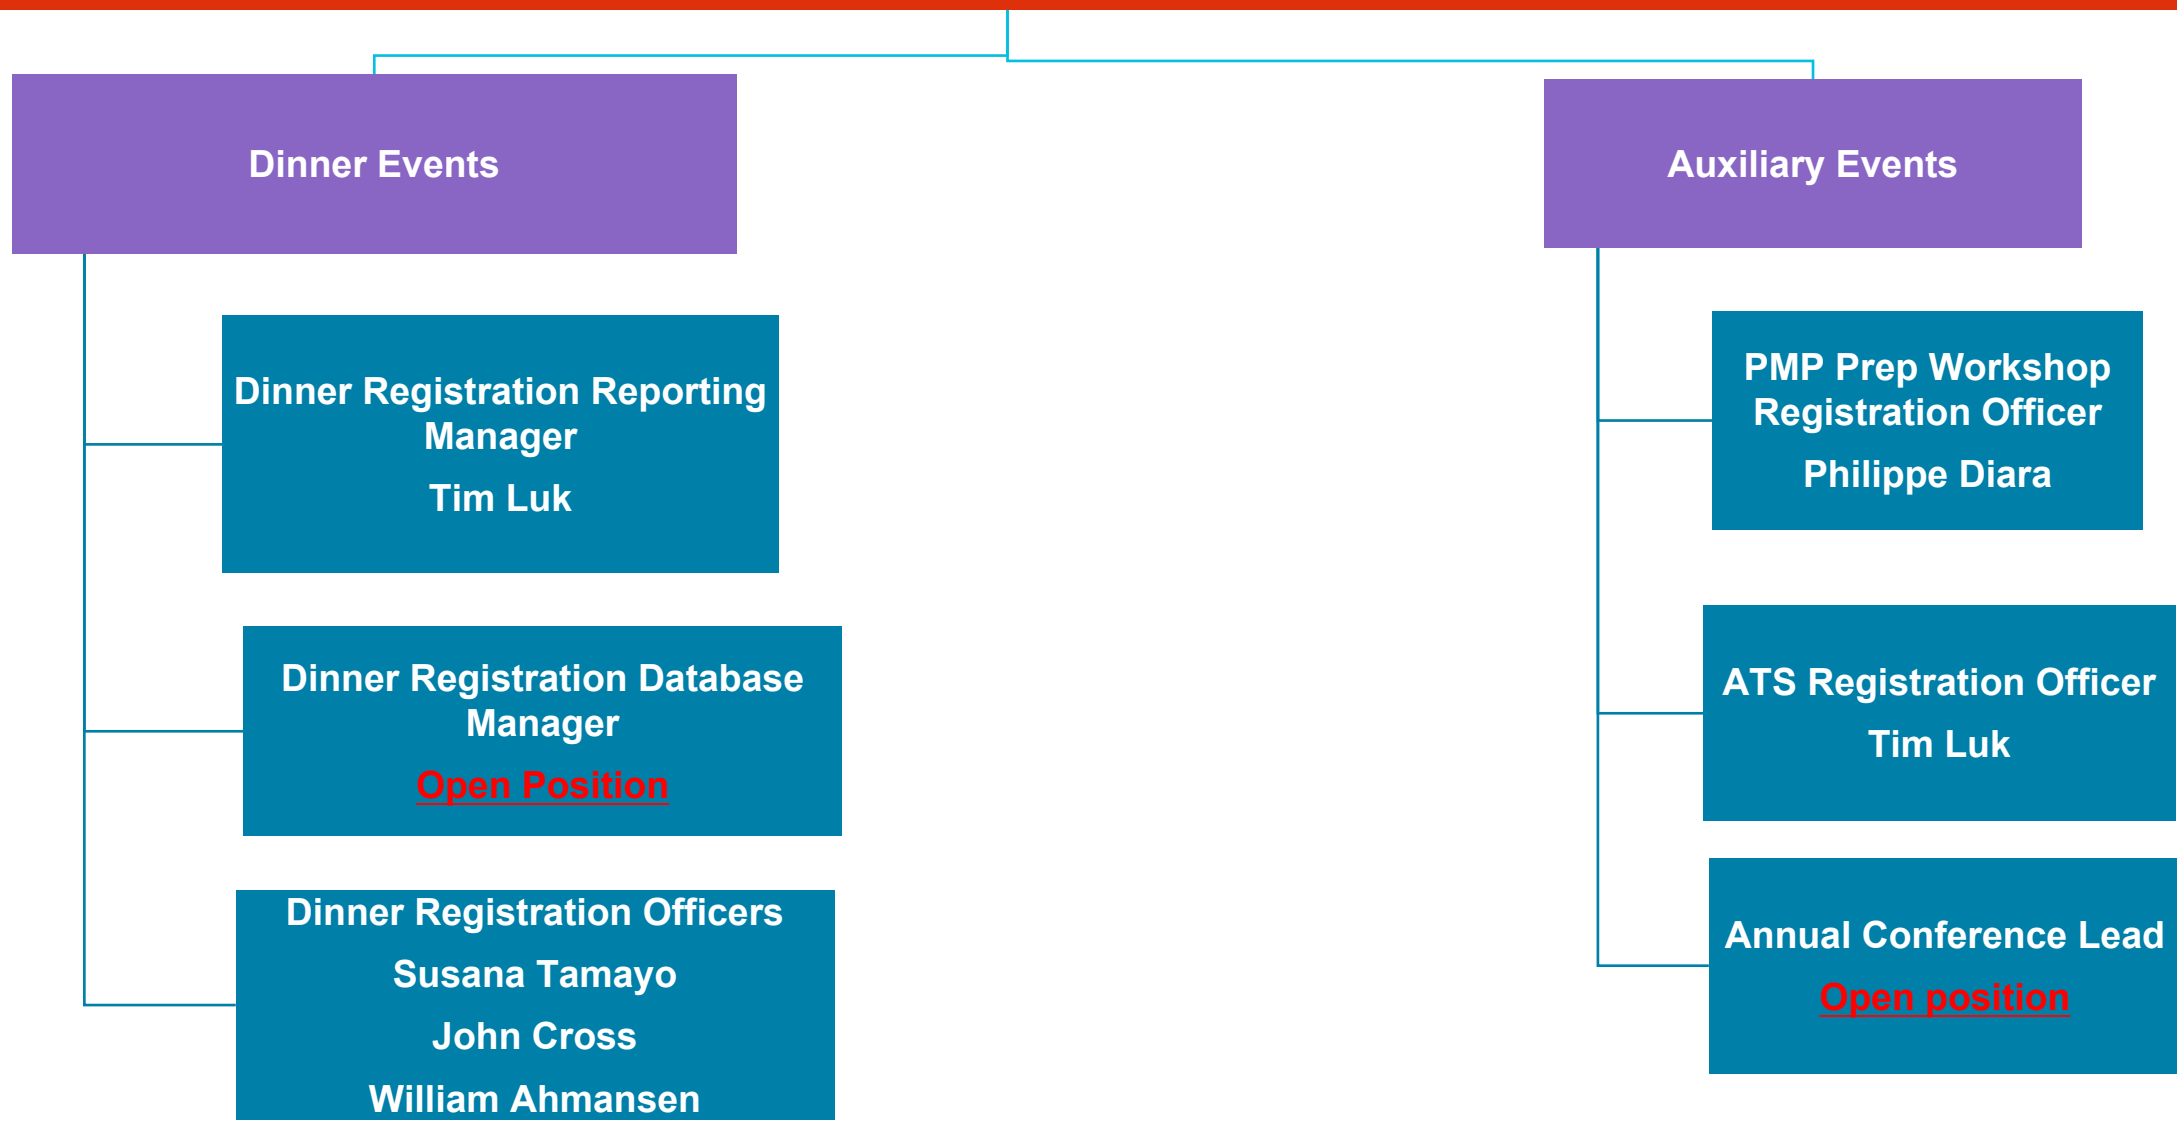 Dinner Events
Dinner Registration Reporting
Manager
Tim Luk
Dinner Registration Database
Manager
Open Position
Dinner Registration Officers
Susana Tamayo
John Cross
William Ahmansen
Auxiliary Events
PMP Prep Workshop
Registration Officer
Philippe Diara
ATS Registration Officer
Tim Luk
Annual Conference Lead
Open position